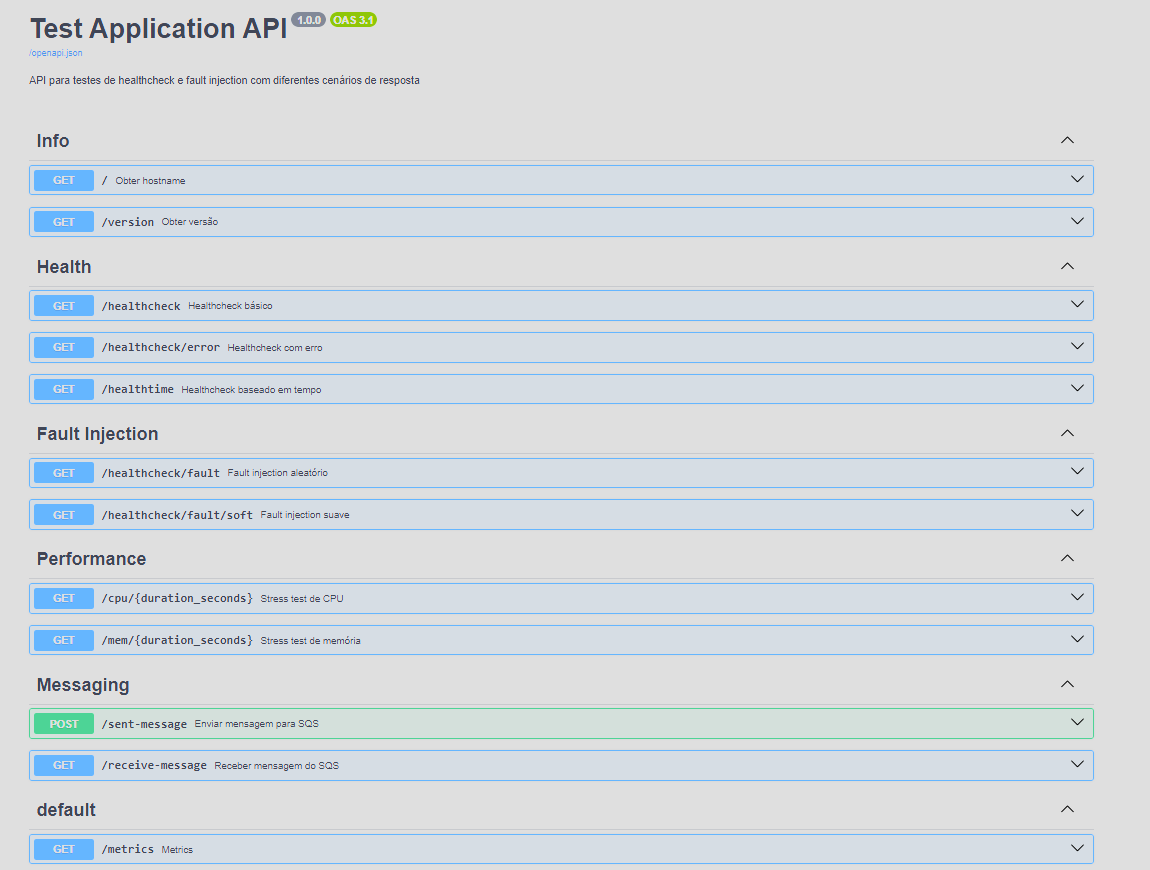 Test Application API 1.0.0 OAS 3.1
/openapi.json
API para testes de healthcheck e fault injection com diferentes cenários de resposta
Info
GET / Obter hostname
GET /version Obter versão
Health
GET /healthcheck Healthcheck básico
GET /healthcheck/error Healthcheck com erro
GET /healthtime Healthcheck baseado em tempo
Fault Injection
GET /healthcheck/fault Fault injection aleatório
GET /healthcheck/fault/soft Fault injection suave
Performance
GET /cpu/{duration_seconds} Stress test de CPU
GET /mem/{duration_seconds} Stress test de memória
Messaging
POST /sent-message Enviar mensagem para SQS
GET /receive-message Receber mensagem do SQS
default
GET /metrics Metrics